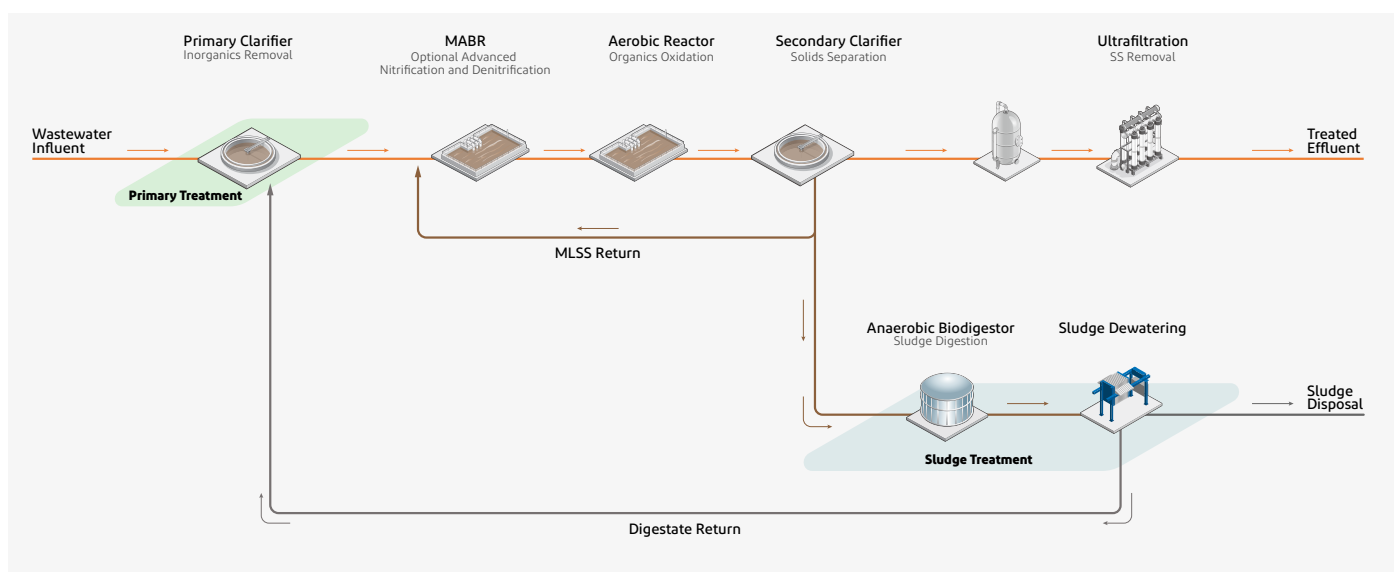 Primary Clarifier
Inorganics Removal
MABR
Optional Advanced
Nitrification and Denitrification
Aerobic Reactor
Organics Oxidation
Secondary Clarifier
Solids Separation
Ultrafiltration
SS Removal
Wastewater
Influent
Treated
Effluent
Primary Treatment
MLSS Return
Anaerobic Biodigestor
Sludge Digestion
Sludge Dewatering
Sludge
Disposal
Sludge Treatment
Digestate Return